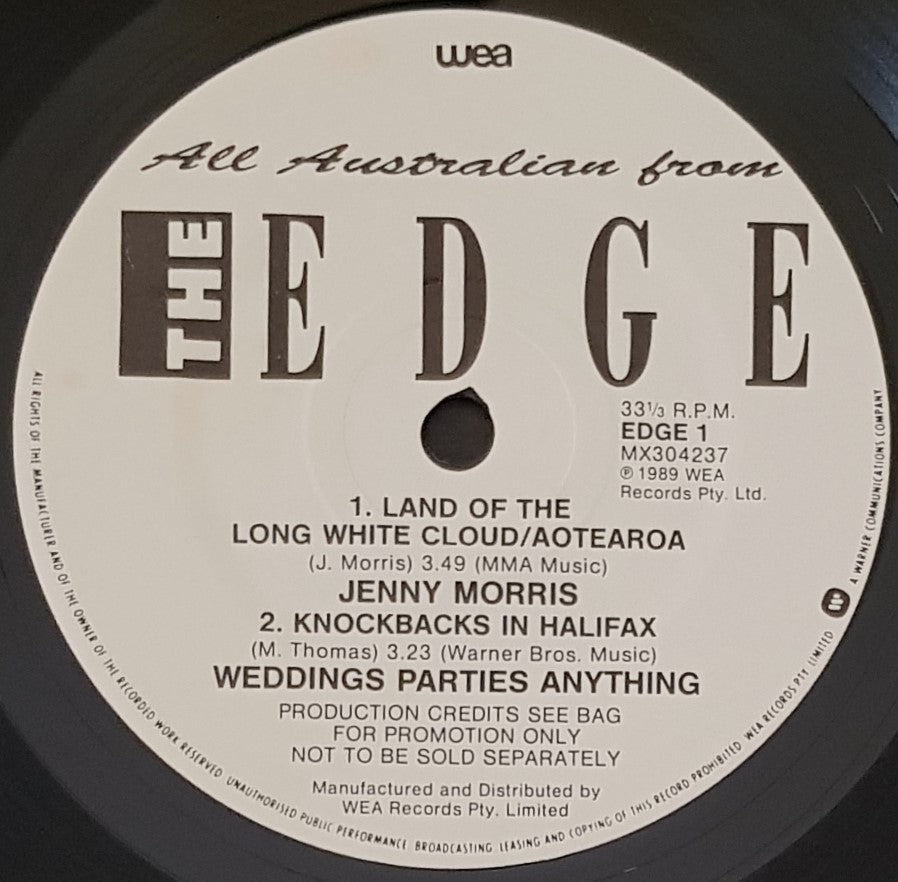 wea
All Australian from
THE EDGE
33⅓ R.P.M.
EDGE 1
MX304237
℗ 1989 WEA
Records Pty. Ltd.
1. LAND OF THE
LONG WHITE CLOUD/AOTEAROA
(J. Morris) 3.49 (MMA Music)
JENNY MORRIS
2. KNOCKBACKS IN HALIFAX
(M. Thomas) 3.23 (Warner Bros. Music)
WEDDINGS PARTIES ANYTHING
PRODUCTION CREDITS SEE BAG
FOR PROMOTION ONLY
NOT TO BE SOLD SEPARATELY
Manufactured and Distributed by
WEA Records Pty. Limited
ALL RIGHTS OF THE MANUFACTURER AND OF THE OWNER OF THE RECORDED WORK RESERVED. UNAUTHORISED PUBLIC PERFORMANCE BROADCASTING LEASING AND COPYING OF THIS RECORD PROHIBITED WEA RECORDS PTY. LIMITED A WARNER COMMUNICATIONS COMPANY